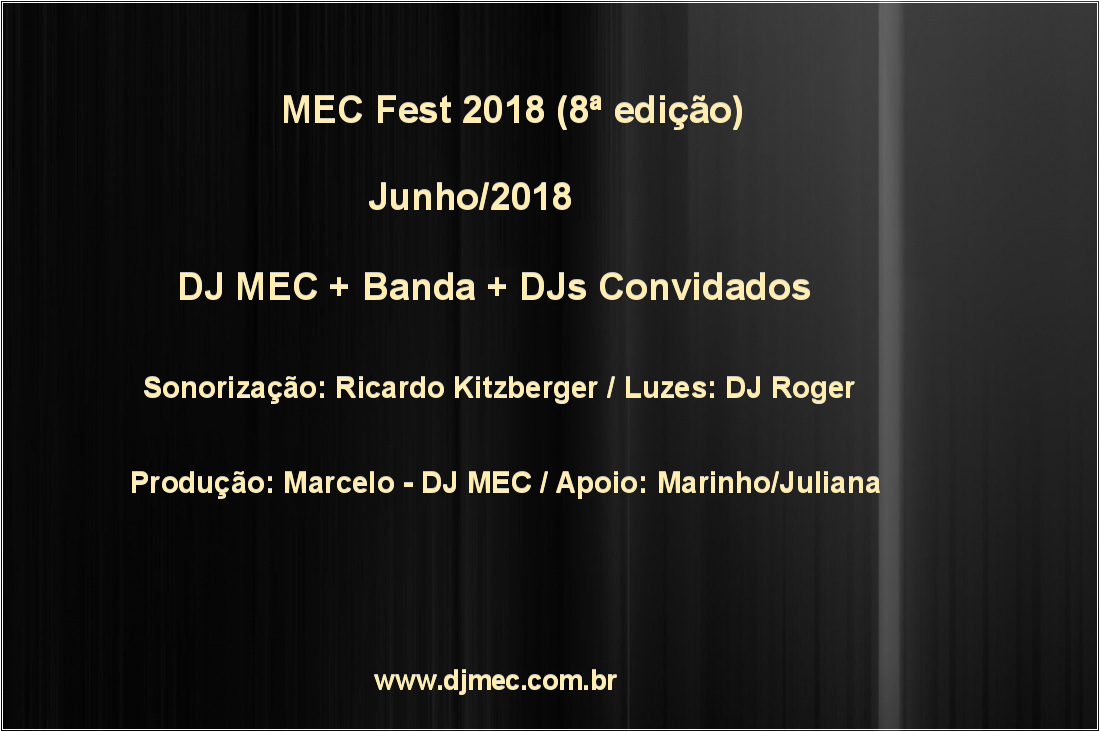 MEC Fest 2018 (8ª edição)
Junho/2018
DJ MEC + Banda + DJs Convidados
Sonorização: Ricardo Kitzberger / Luzes: DJ Roger
Produção: Marcelo - DJ MEC / Apoio: Marinho/Juliana
www.djmec.com.br